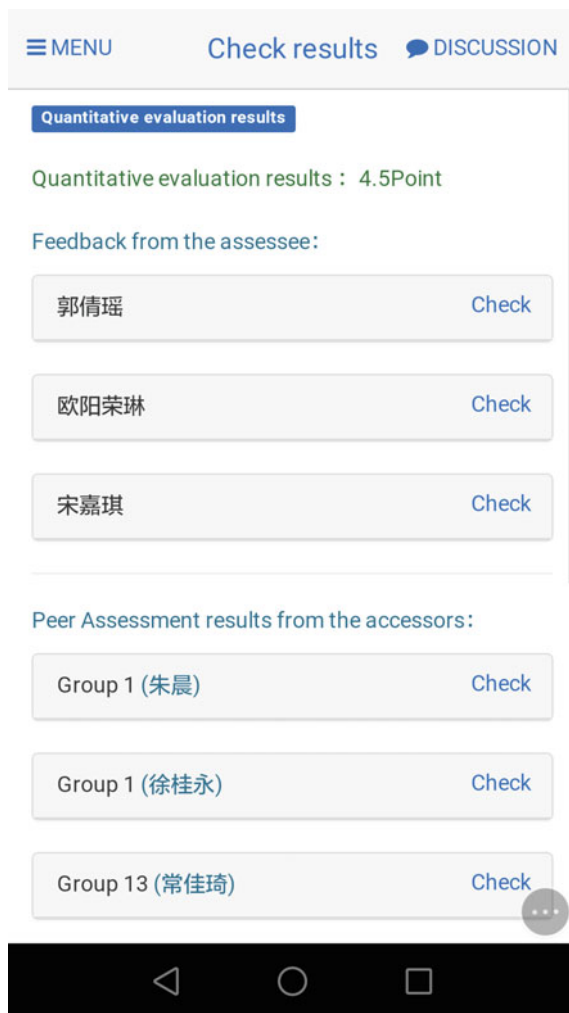 MENU Check results DISCUSSION
Quantitative evaluation results
Quantitative evaluation results： 4.5Point
Feedback from the assessee：
郭倩瑶 Check
欧阳荣琳 Check
宋嘉琪 Check
Peer Assessment results from the accessors：
Group 1 (朱晨) Check
Group 1 (徐桂永) Check
Group 13 (常佳琦) Check